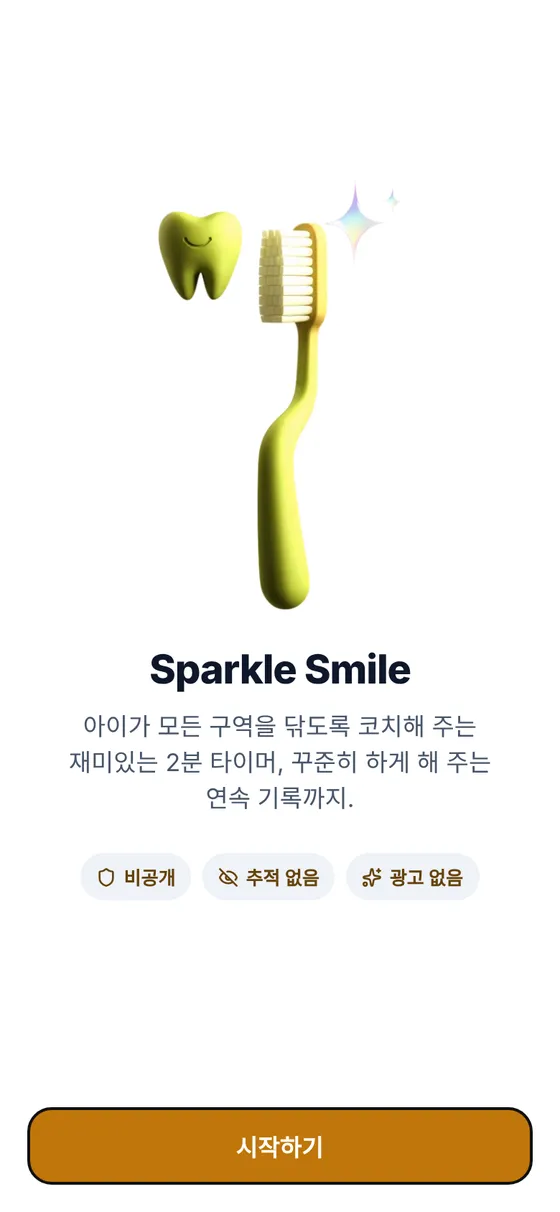 Sparkle Smile
아이가 모든 구역을 닦도록 코치해 주는
재미있는 2분 타이머, 꾸준히 하게 해 주는
연속 기록까지.
비공개
추적 없음
광고 없음
시작하기